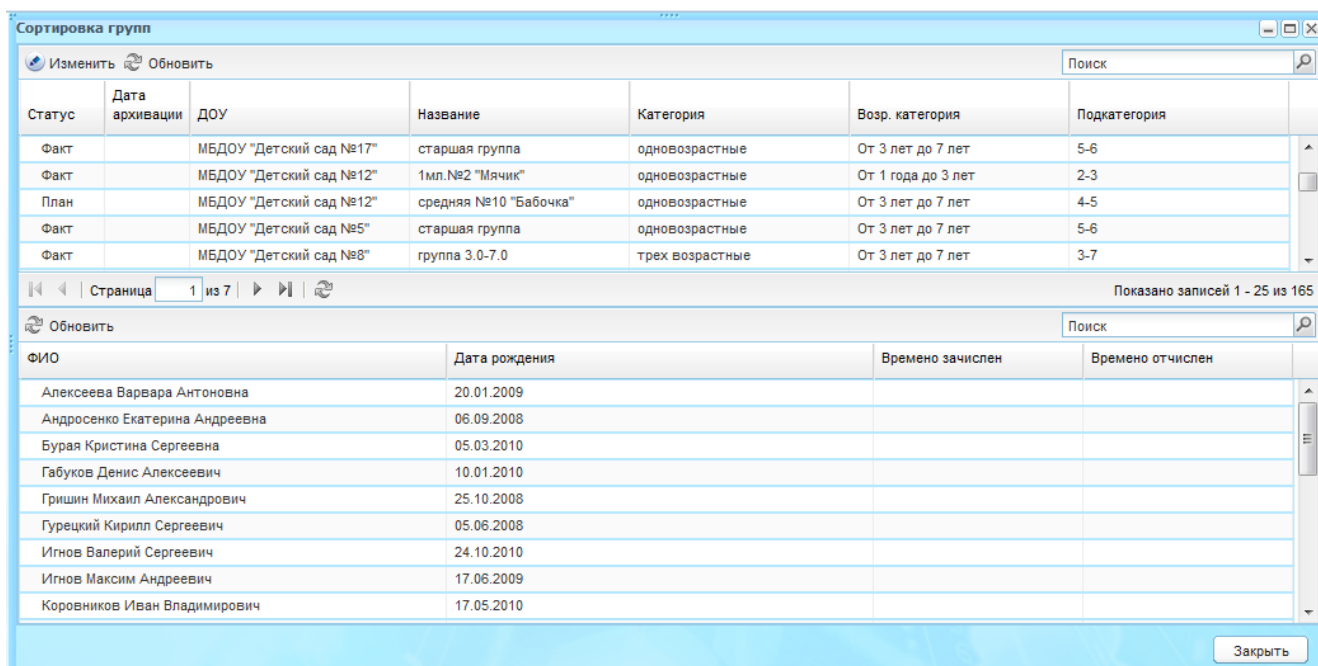 Сортировка групп
Изменить Обновить Поиск
Статус Дата архивации ДОУ Название Категория Возр. категория Подкатегория
Факт МБДОУ "Детский сад №17" старшая группа одновозрастные От 3 лет до 7 лет 5-6
Факт МБДОУ "Детский сад №12" 1мл.№2 "Мячик" одновозрастные От 1 года до 3 лет 2-3
План МБДОУ "Детский сад №12" средняя №10 "Бабочка" одновозрастные От 3 лет до 7 лет 4-5
Факт МБДОУ "Детский сад №5" старшая группа одновозрастные От 3 лет до 7 лет 5-6
Факт МБДОУ "Детский сад №8" группа 3.0-7.0 трех возрастные От 3 лет до 7 лет 3-7
Страница 1 из 7 Показано записей 1 - 25 из 165
Обновить Поиск
ФИО Дата рождения Времено зачислен Времено отчислен
Алексеева Варвара Антоновна 20.01.2009
Андросенко Екатерина Андреевна 06.09.2008
Бурая Кристина Сергеевна 05.03.2010
Габуков Денис Алексеевич 10.01.2010
Гришин Михаил Александрович 25.10.2008
Гурецкий Кирилл Сергеевич 05.06.2008
Игнов Валерий Сергеевич 24.10.2010
Игнов Максим Андреевич 17.06.2009
Коровников Иван Владимирович 17.05.2010
Закрыть